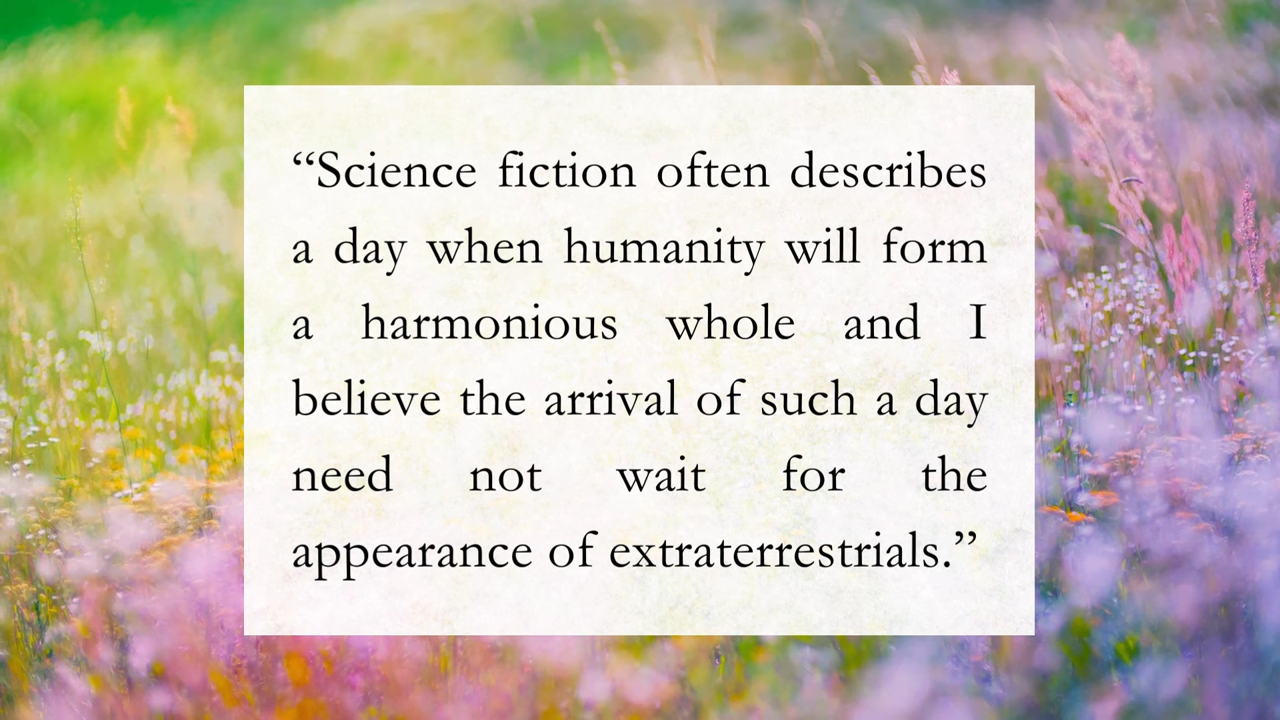 “Science fiction often describes
a day when humanity will form
a harmonious whole and I
believe the arrival of such a day
need not wait for the
appearance of extraterrestrials.”